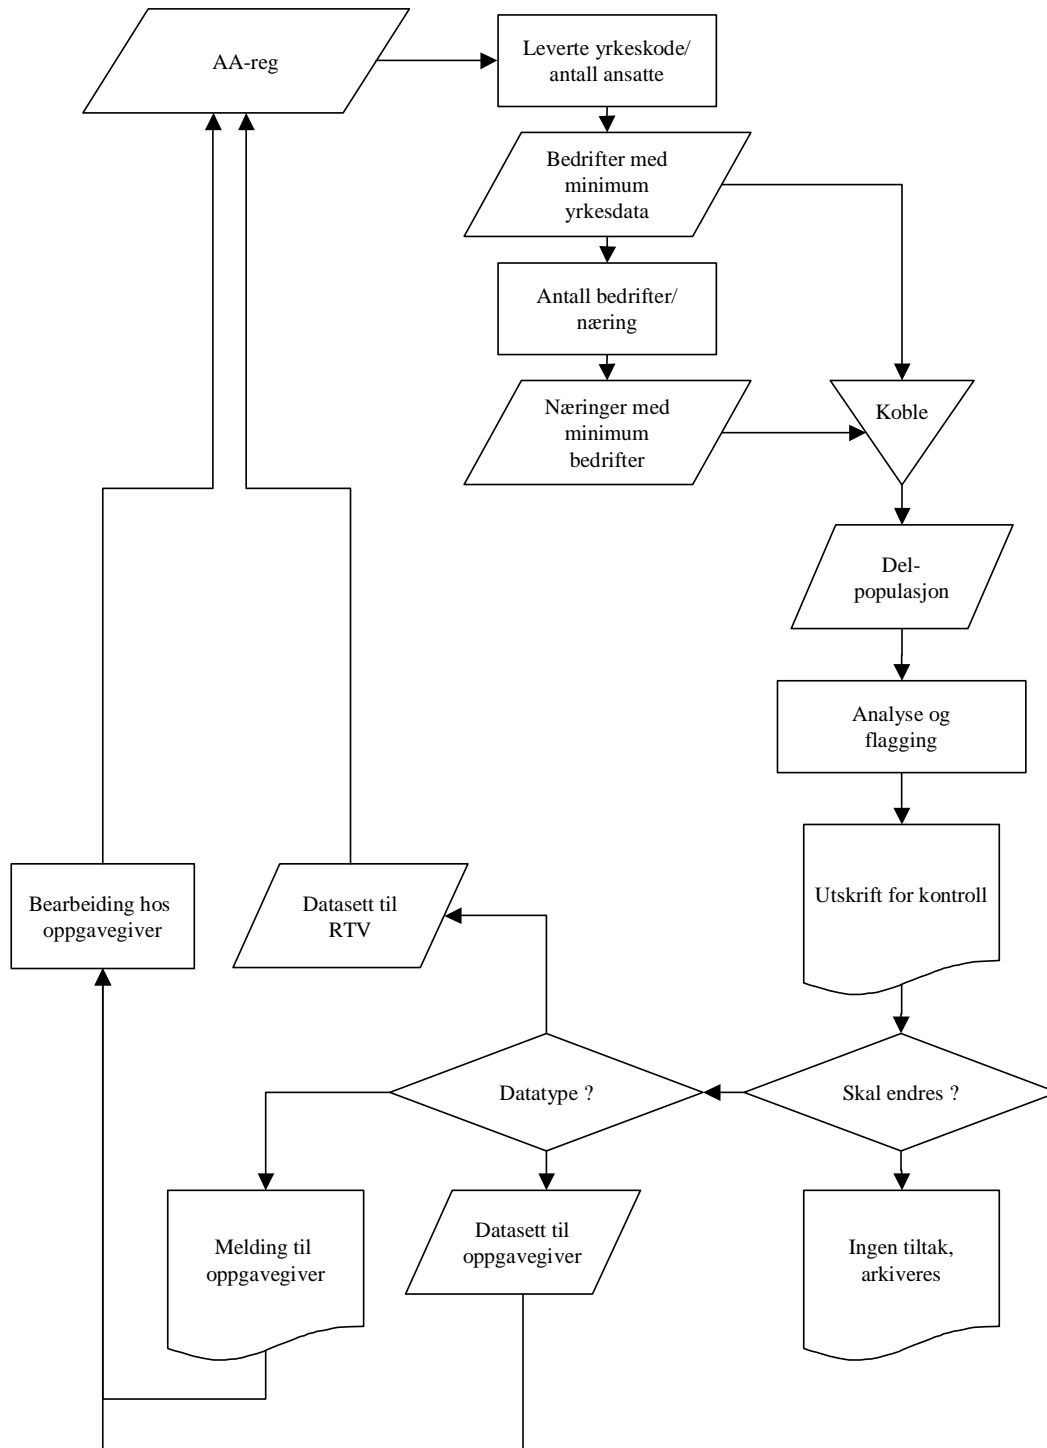 AA-reg
Leverte yrkeskode/
antall ansatte
Bedrifter med
minimum
yrkesdata
Antall bedrifter/
næring
Næringer med
minimum
bedrifter
Koble
Del-
populasjon
Analyse og
flagging
Utskrift for kontroll
Bearbeiding hos
oppgavegiver
Datasett til
RTV
Datatype ?
Skal endres ?
Melding til
oppgavegiver
Datasett til
oppgavegiver
Ingen tiltak,
arkiveres